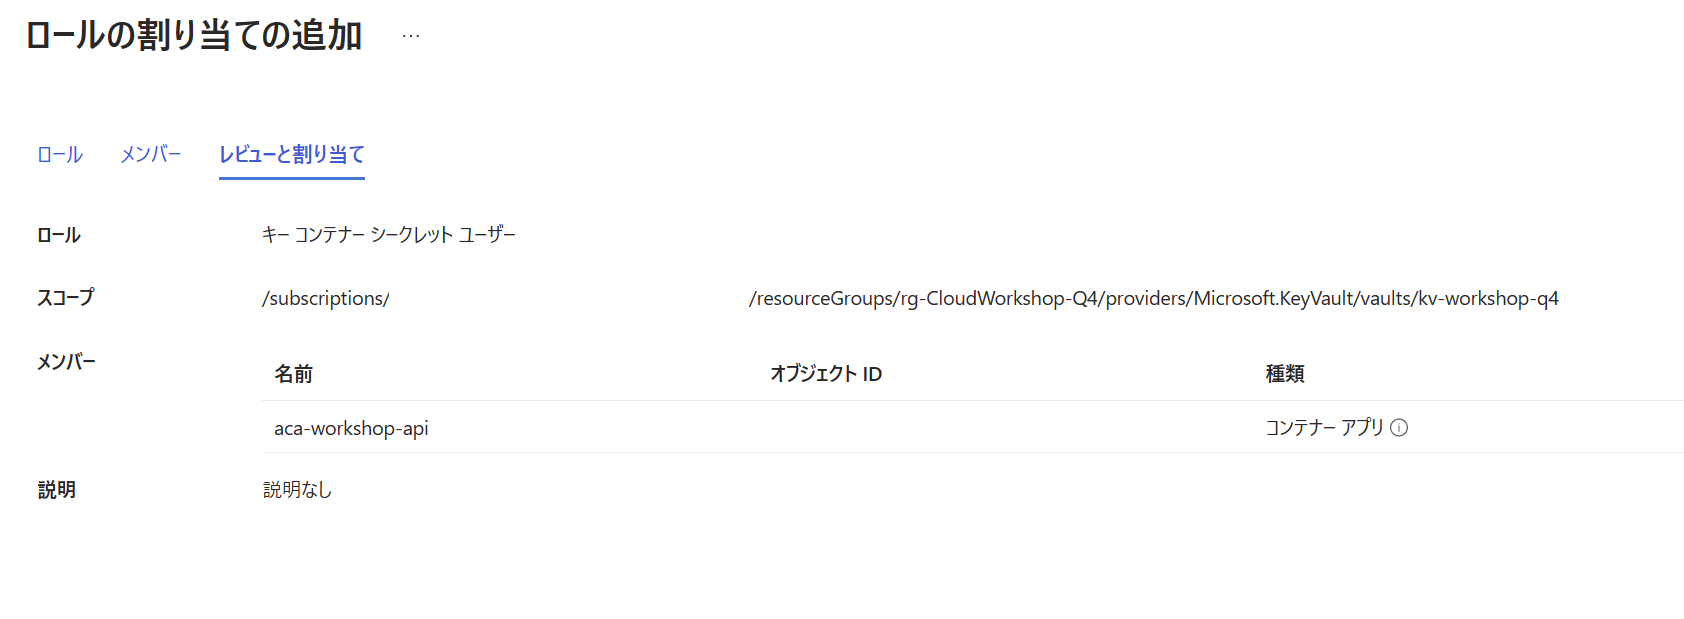 ロールの割り当ての追加 …
ロール メンバー レビューと割り当て
ロール キー コンテナー シークレット ユーザー
スコープ /subscriptions/ /resourceGroups/rg-CloudWorkshop-Q4/providers/Microsoft.KeyVault/vaults/kv-workshop-q4
メンバー
名前 オブジェクト ID 種類
aca-workshop-api コンテナー アプリ
説明 説明なし